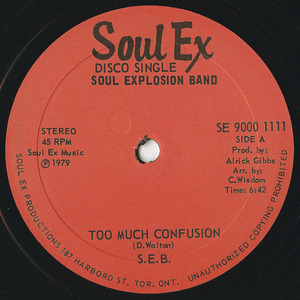 Soul Ex
DISCO SINGLE
SOUL EXPLOSION BAND
STEREO
45 RPM
Soul Ex Music
Ⓟ 1979
SE 9000 1111
SIDE A
Prod. by:
Alrick Gibbs
Arr. by:
C.Wisdom
Time: 6:42
TOO MUCH CONFUSION
(D.Walton)
S.E.B.
SOUL EX PRODUCTIONS 187 HARBORD ST. TOR. ONT. UNAUTHORIZED COPYING PROHIBITED